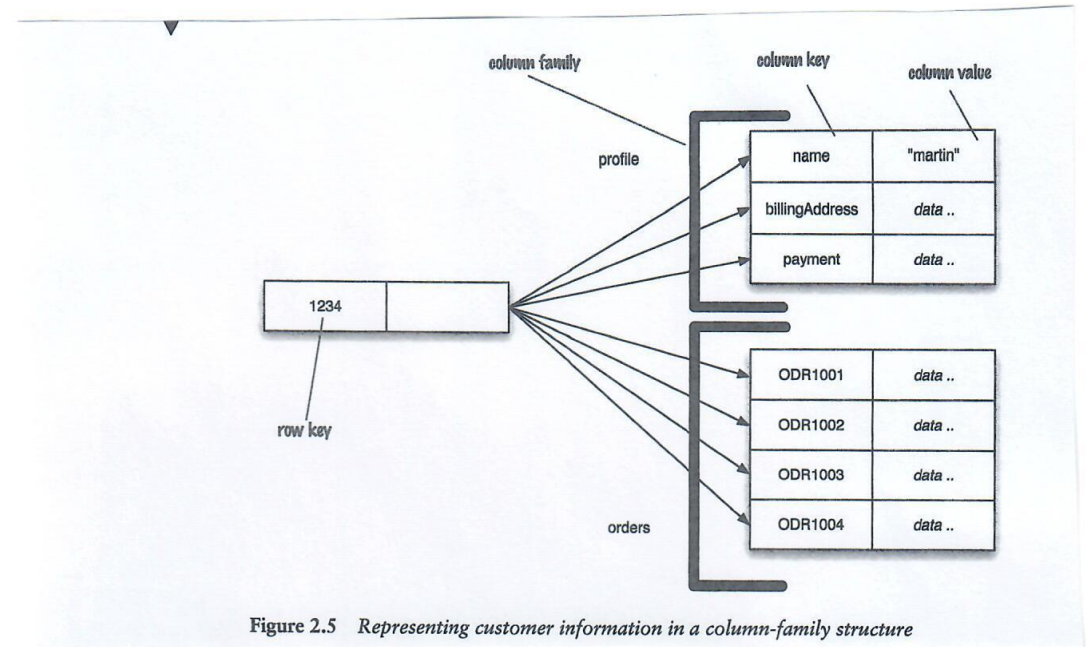 column family
column key
column value
profile
name "martin"
billingAddress data ..
payment data ..
1234
row key
ODR1001 data ..
ODR1002 data ..
ODR1003 data ..
ODR1004 data ..
orders
Figure 2.5 Representing customer information in a column-family structure